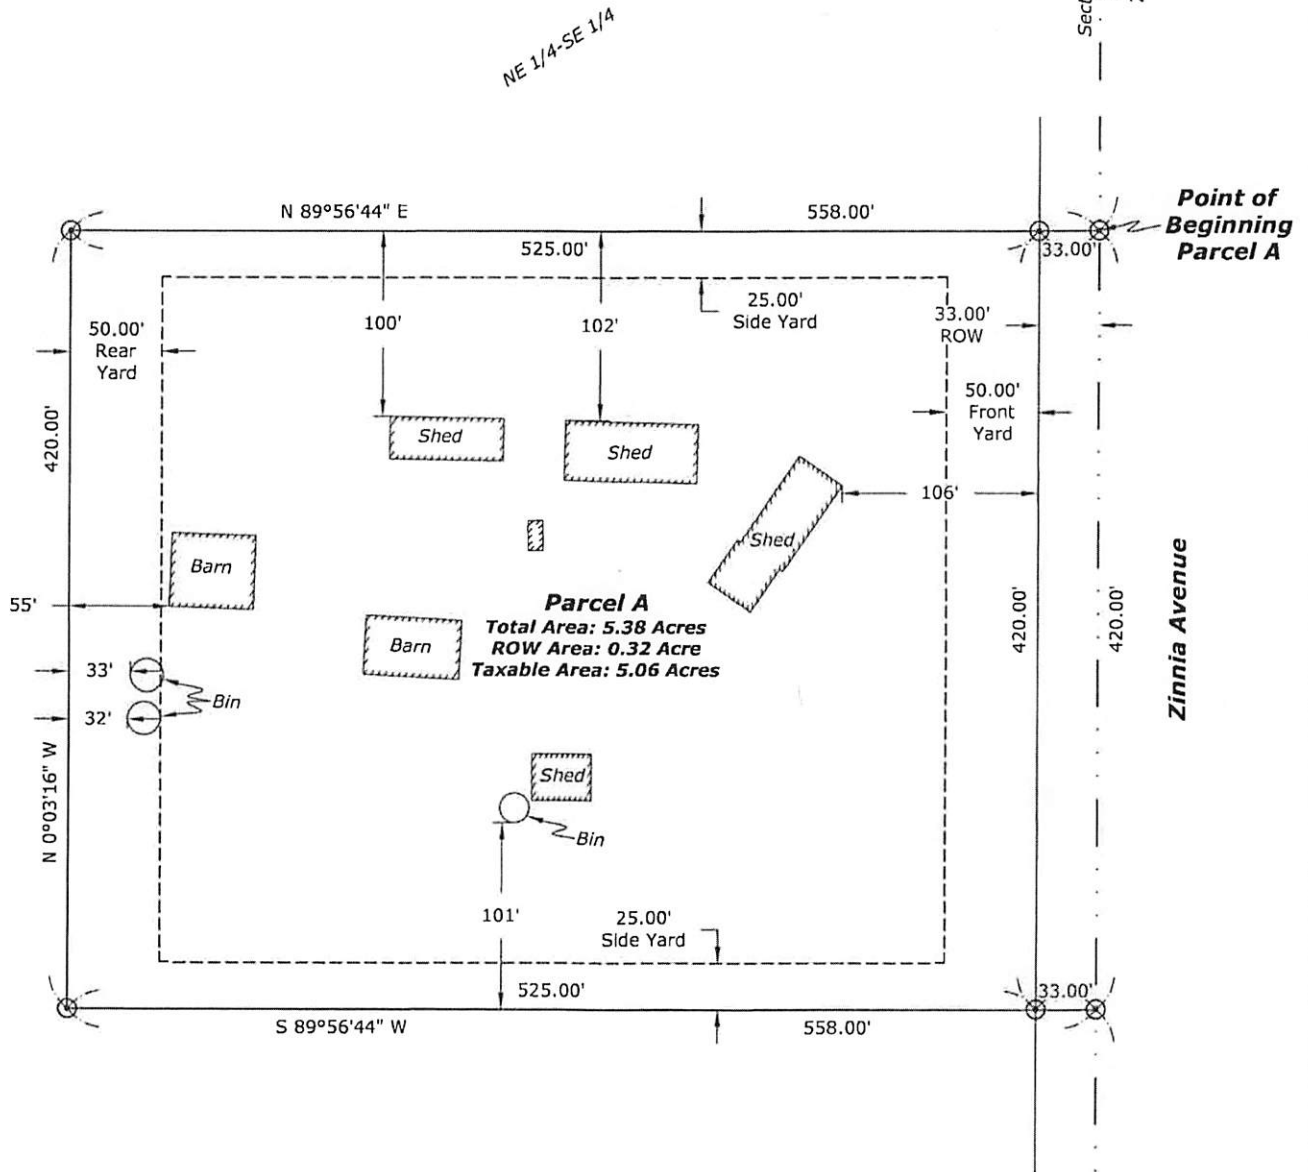 Sect
NE 1/4-SE 1/4
Point of
Beginning
Parcel A
N 89°56'44" E
558.00'
525.00'
33.00'
25.00'
Side Yard
33.00'
ROW
100'
102'
50.00'
Rear
Yard
50.00'
Front
Yard
420.00'
Shed
Shed
106'
Shed
Barn
55'
Parcel A
Total Area: 5.38 Acres
ROW Area: 0.32 Acre
Taxable Area: 5.06 Acres
Barn
420.00'
420.00'
Zinnia Avenue
33'
Bin
32'
N 0°03'16" W
Shed
Bin
101'
25.00'
Side Yard
525.00'
33.00'
S 89°56'44" W
558.00'